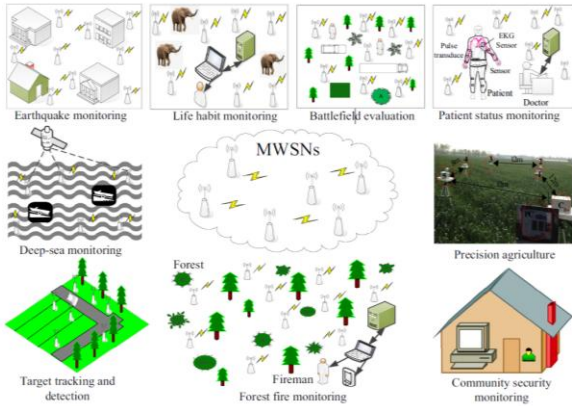 Pulse
transduce
EKG
Sensor
Sensor
Patient
Doctor
Earthquake monitoring
Life habit monitoring
Battlefield evaluation
Patient status monitoring
MWSNs
Deep-sea monitoring
Precision agriculture
Forest
Fireman
Target tracking and
detection
Forest fire monitoring
Community security
monitoring